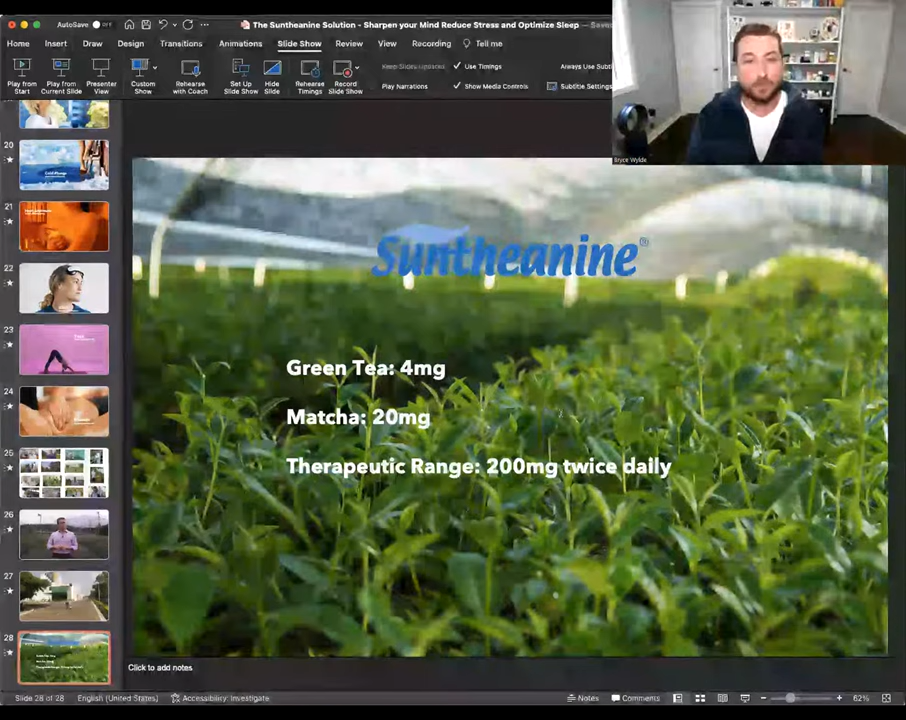 AutoSave OFF
The Suntheanine Solution - Sharpen your Mind Reduce Stress and Optimize Sleep
Home Insert Draw Design Transitions Animations Slide Show Review View Recording Tell me
Play from Start
Play from Current Slide
Presenter View
Custom Show
Rehearse with Coach
Set Up Slide Show
Hide Slide
Rehearse Timings
Record Slide Show
Keep Slides Updated
Play Narrations
Use Timings
Show Media Controls
Always Use Subti
Subtitle Settings
Bryce Wylde
20
21
22
23
24
25
26
27
28
Suntheanine®
Green Tea: 4mg
Matcha: 20mg
Therapeutic Range: 200mg twice daily
Click to add notes
Slide 28 of 28 English (United States) Accessibility: Investigate Notes Comments 62%